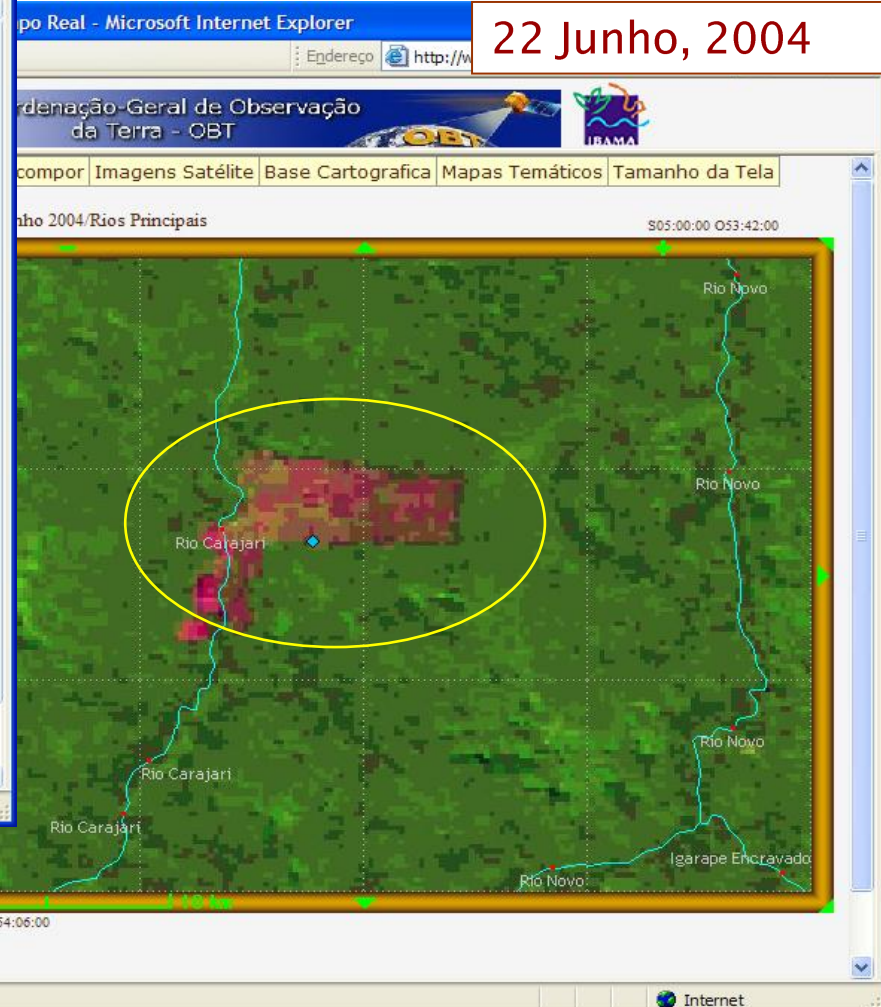 po Real - Microsoft Internet Explorer
22 Junho, 2004
Endereço http://w
rdenação-Geral de Observação
da Terra - OBT
OBT
IBAMA
compor Imagens Satélite Base Cartografica Mapas Temáticos Tamanho da Tela
nho 2004/Rios Principais
S05:00:00 O53:42:00
Rio Novo
Rio Novo
Rio Carajari
Rio Novo
Rio Carajari
Rio Carajari
Igarape Encravado
Rio Novo
10 km
54:06:00
Internet